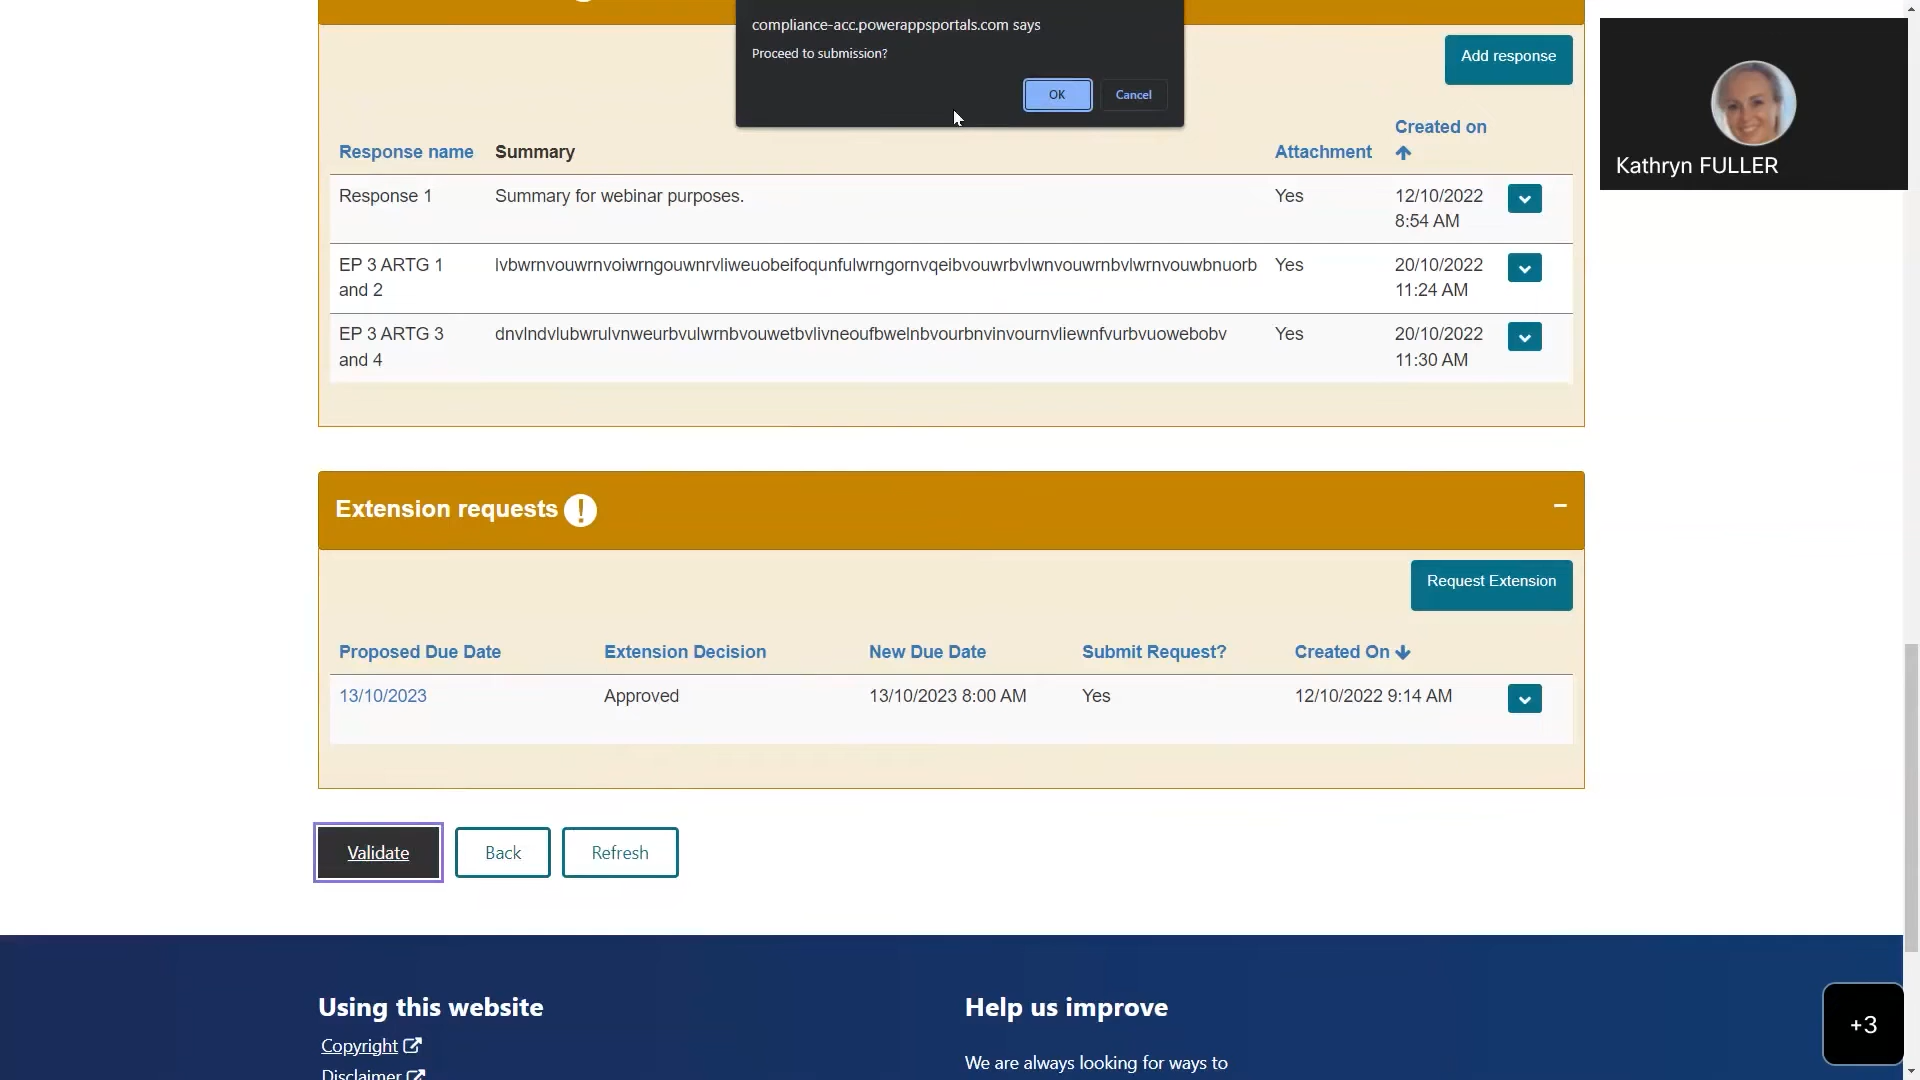 compliance-acc.powerappsportals.com says
Proceed to submission?
OK
Cancel
Add response
Kathryn FULLER
Response name
Summary
Attachment
Created on
Response 1
Summary for webinar purposes.
Yes
12/10/2022
8:54 AM
EP 3 ARTG 1
and 2
lvbwrnvouwrnvoiwrngouwnrvliweuobeifoqunfulwrngornvqeibvouwrbvlwnvouwrnbvlwrnvouwbnuorb
Yes
20/10/2022
11:24 AM
EP 3 ARTG 3
and 4
dnvlndvlubwrulvnweurbvulwrnbvouwetbvlivneoufbwelnbvourbnvinvournvliewnfvurbvuowebobv
Yes
20/10/2022
11:30 AM
Extension requests
Request Extension
Proposed Due Date
Extension Decision
New Due Date
Submit Request?
Created On
13/10/2023
Approved
13/10/2023 8:00 AM
Yes
12/10/2022 9:14 AM
Validate
Back
Refresh
Using this website
Copyright
Disclaimer
Help us improve
We are always looking for ways to
+3